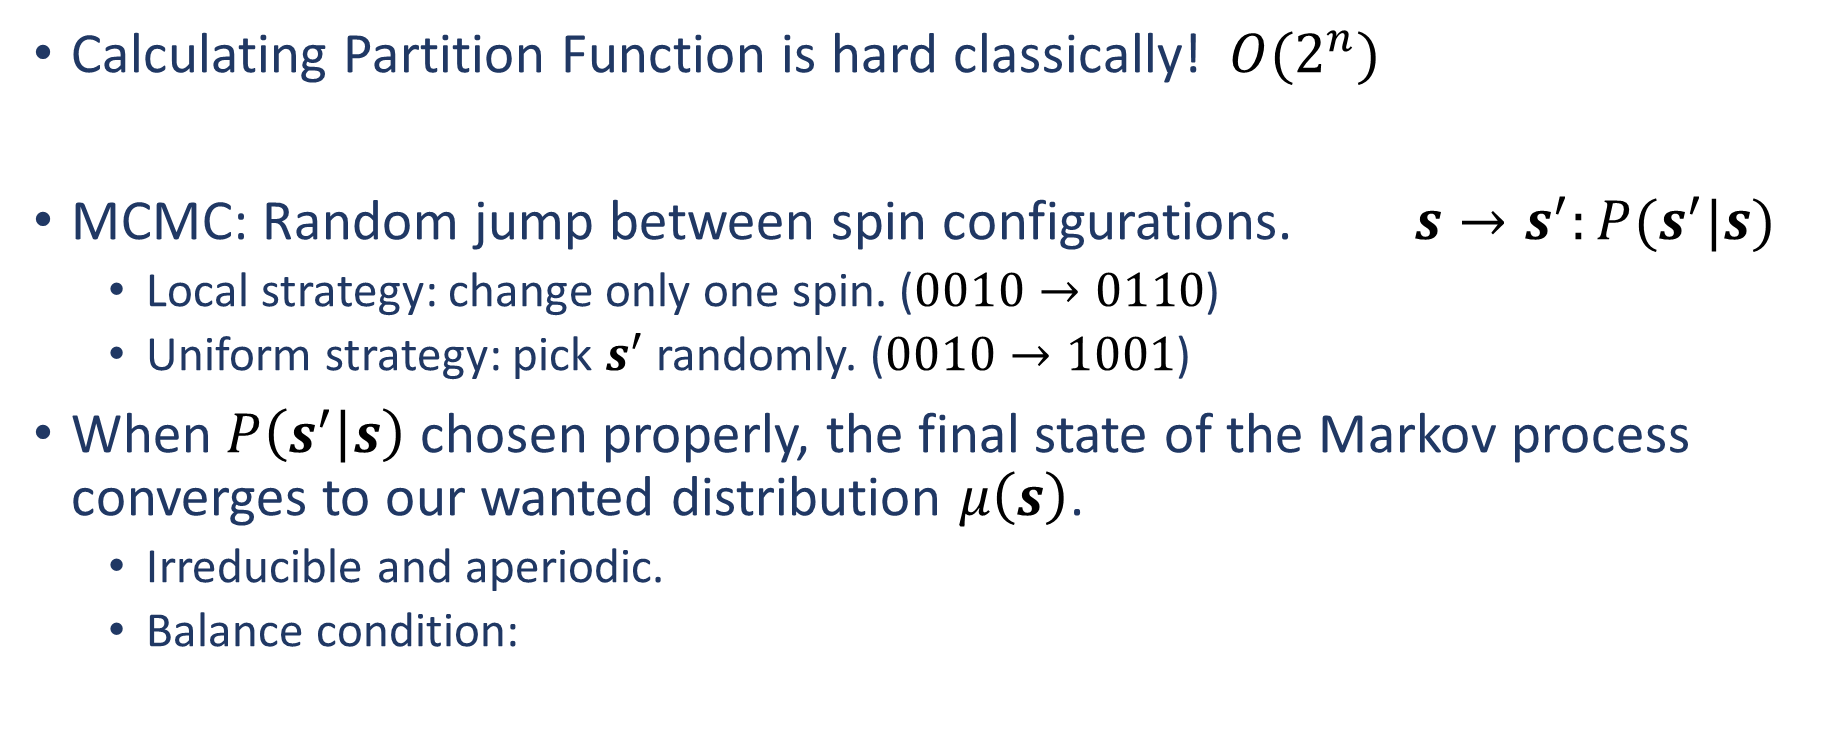 • Calculating Partition Function is hard classically! O(2ⁿ)
• MCMC: Random jump between spin configurations. s → s′: P(s′|s)
• Local strategy: change only one spin. (0010 → 0110)
• Uniform strategy: pick s′ randomly. (0010 → 1001)
• When P(s′|s) chosen properly, the final state of the Markov process
converges to our wanted distribution μ(s).
• Irreducible and aperiodic.
• Balance condition: